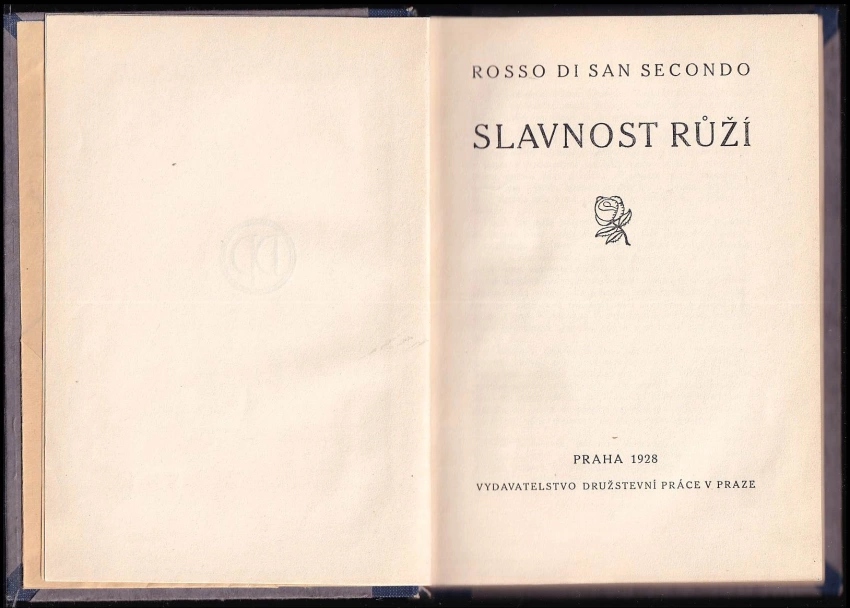 ROSSO DI SAN SECONDO
SLAVNOST RŮŽÍ
PRAHA 1928
VYDAVATELSTVO DRUŽSTEVNÍ PRÁCE V PRAZE